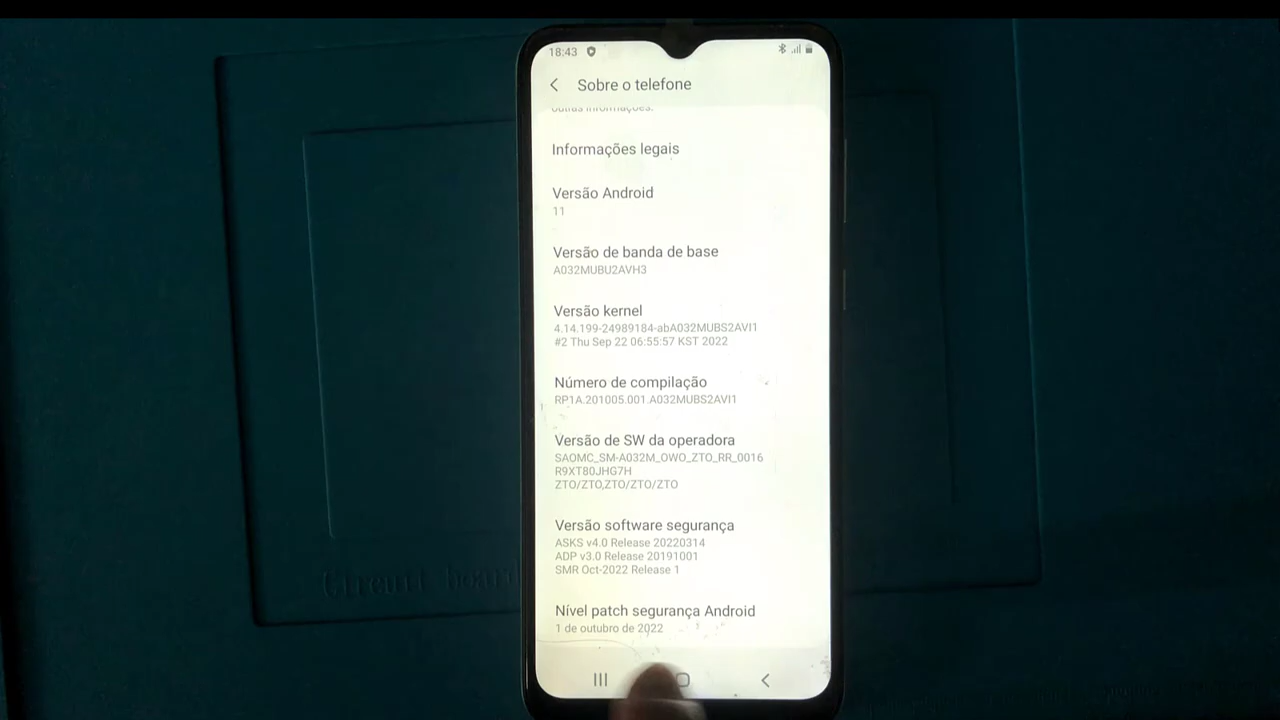 18:43
Sobre o telefone
outras informações.
Informações legais
Versão Android
11
Versão de banda de base
A032MUBU2AVH3
Versão kernel
4.14.199-24989184-abA032MUBS2AVI1
#2 Thu Sep 22 06:55:57 KST 2022
Número de compilação
RP1A.201005.001.A032MUBS2AVI1
Versão de SW da operadora
SAOMC_SM-A032M_OWO_ZTO_RR_0016
R9XT80JHG7H
ZTO/ZTO,ZTO/ZTO/ZTO
Versão software segurança
ASKS v4.0 Release 20220314
ADP v3.0 Release 20191001
SMR Oct-2022 Release 1
Circuit boar
Nível patch segurança Android
1 de outubro de 2022